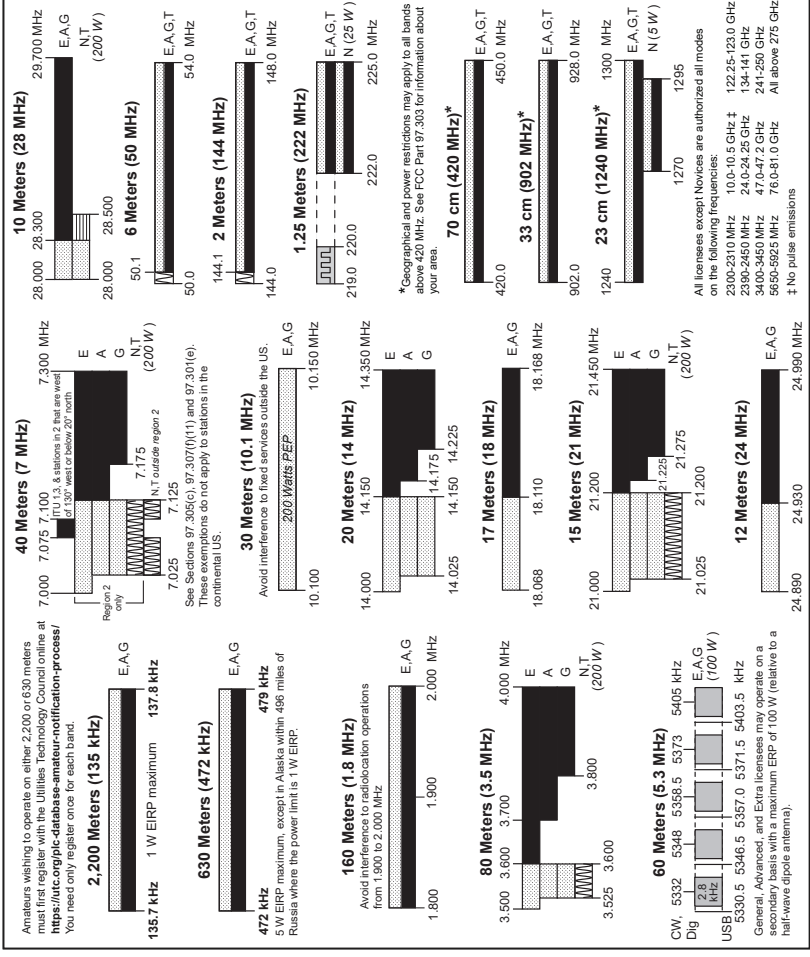 Amateurs wishing to operate on either 2,200 or 630 meters
must first register with the Utilities Technology Council online at
https://utc.org/plc-database-amateur-notification-process/
You need only register once for each band.
2,200 Meters (135 kHz)
E,A,G
135.7 kHz 1 W EIRP maximum 137.8 kHz
630 Meters (472 kHz)
E,A,G
472 kHz 479 kHz
5 W EIRP maximum, except in Alaska within 496 miles of
Russia where the power limit is 1 W EIRP.
160 Meters (1.8 MHz)
Avoid interference to radiolocation operations
from 1.900 to 2.000 MHz
E,A,G
1.800 1.900 2.000 MHz
80 Meters (3.5 MHz)
3.500 3.600 3.700 4.000 MHz
E
A
G
N,T
(200 W)
3.525 3.600 3.800
60 Meters (5.3 MHz)
CW, Dig 5332 5348 5358.5 5373 5405 kHz
2.8 kHz
E,A,G
(100 W)
USB 5330.5 5346.5 5357.0 5371.5 5403.5 kHz
General, Advanced, and Extra licensees may operate on a
secondary basis with a maximum ERP of 100 W (relative to a
half-wave dipole antenna).
40 Meters (7 MHz)
7.000 7.075 7.100 7.300 MHz
ITU 1,3, & stations in 2 that are west
of 130° west or below 20° north
Region 2
only
E
A
G
N,T
(200 W)
7.175
N,T outside region 2
7.025 7.125
See Sections 97.305(c), 97.307(f)(11) and 97.301(e).
These exemptions do not apply to stations in the
continental US.
30 Meters (10.1 MHz)
Avoid interference to fixed services outside the US.
200 Watts PEP
E,A,G
10.100 10.150 MHz
20 Meters (14 MHz)
14.000 14.150 14.350 MHz
E
A
G
14.175
14.025 14.150 14.225
17 Meters (18 MHz)
E,A,G
18.068 18.110 18.168 MHz
15 Meters (21 MHz)
21.000 21.200 21.450 MHz
E
A
G
N,T
(200 W)
21.225
21.275
21.025 21.200
12 Meters (24 MHz)
E,A,G
24.890 24.930 24.990 MHz
10 Meters (28 MHz)
28.000 28.300 29.700 MHz
E,A,G
N,T
(200 W)
28.000 28.500
6 Meters (50 MHz)
50.1
E,A,G,T
50.0 54.0 MHz
2 Meters (144 MHz)
144.1
E,A,G,T
144.0 148.0 MHz
1.25 Meters (222 MHz)
E,A,G,T
N (25 W)
219.0 220.0 222.0 225.0 MHz
*Geographical and power restrictions may apply to all bands
above 420 MHz. See FCC Part 97.303 for information about
your area.
70 cm (420 MHz)*
E,A,G,T
420.0 450.0 MHz
33 cm (902 MHz)*
E,A,G,T
902.0 928.0 MHz
23 cm (1240 MHz)*
1240 1300 MHz
E,A,G,T
N (5 W)
1270 1295
All licensees except Novices are authorized all modes
on the following frequencies:
2300-2310 MHz 10.0-10.5 GHz ‡ 122.25-123.0 GHz
2390-2450 MHz 24.0-24.25 GHz 134-141 GHz
3400-3450 MHz 47.0-47.2 GHz 241-250 GHz
5650-5925 MHz 76.0-81.0 GHz All above 275 GHz
‡ No pulse emissions